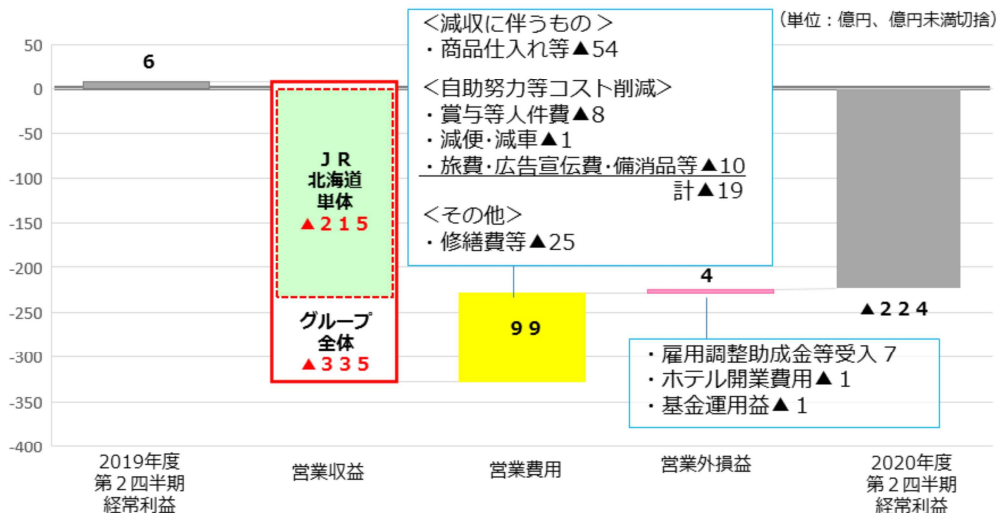 （単位：億円、億円未満切捨）
50
0
-50
-100
-150
-200
-250
-300
-350
-400
6
ＪＲ
北海道
単体
▲２１５
グループ
全体
▲３３５
＜減収に伴うもの＞
・商品仕入れ等▲54
＜自助努力等コスト削減＞
・賞与等人件費▲8
・減便･減車▲1
・旅費･広告宣伝費･備消品等▲10
計▲19
＜その他＞
・修繕費等▲25
９９
4
▲２２４
・雇用調整助成金等受入 7
・ホテル開業費用▲ 1
・基金運用益▲ 1
2019年度
第２四半期
経常利益
営業収益
営業費用
営業外損益
2020年度
第２四半期
経常利益